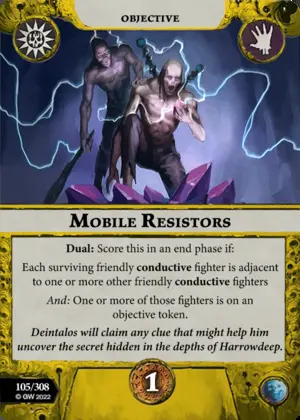 OBJECTIVE
MOBILE RESISTORS
Dual: Score this in an end phase if:
Each surviving friendly conductive fighter is adjacent
to one or more other friendly conductive fighters
And: One or more of those fighters is on an
objective token.
Deintalos will claim any clue that might help him
uncover the secret hidden in the depths of Harrowdeep.
105/308
© GW 2022
1